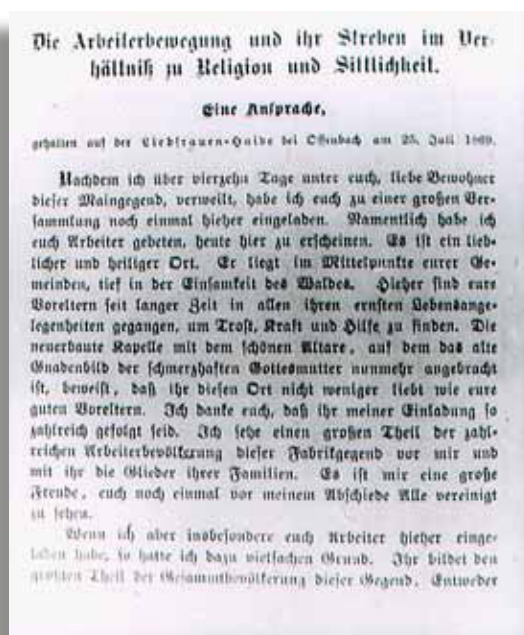 Die Arbeiterbewegung und ihr Streben im Ver-
hältniß zu Religion und Sittlichkeit.
Eine Ansprache,
gehalten auf der Liebfrauen-Haide bei Offenbach am 25. Juli 1869.
Nachdem ich über vierzehn Tage unter euch, liebe Bewohner
dieser Maingegend, verweilt, habe ich euch zu einer großen Ver-
sammlung noch einmal hieher eingeladen. Namentlich habe ich
euch Arbeiter gebeten, heute hier zu erscheinen. Es ist ein lieb-
licher und heiliger Ort. Er liegt im Mittelpunkte eurer Ge-
meinden, tief in der Einsamkeit des Waldes. Hieher sind eure
Voreltern seit langer Zeit in allen ihren ernsten Lebensange-
legenheiten gegangen, um Trost, Kraft und Hilfe zu finden. Die
neuerbaute Kapelle mit dem schönen Altare, auf dem das alte
Gnadenbild der schmerzhaften Gottesmutter nunmehr angebracht
ist, beweist, daß ihr diesen Ort nicht weniger liebt wie eure
guten Voreltern. Ich danke euch, daß ihr meiner Einladung so
zahlreich gefolgt seid. Ich sehe einen großen Theil der zahl-
reichen Arbeiterbevölkerung dieser Fabrikgegend vor mir und
mit ihr die Glieder ihrer Familien. Es ist mir eine große
Freude, euch noch einmal vor meinem Abschiede Alle vereinigt
zu sehen.
Wenn ich aber insbesondere euch Arbeiter hieher einge-
laden habe, so hatte ich dazu vielfachen Grund. Ihr bildet den
größten Theil der Gesammtbevölkerung dieser Gegend. Entweder